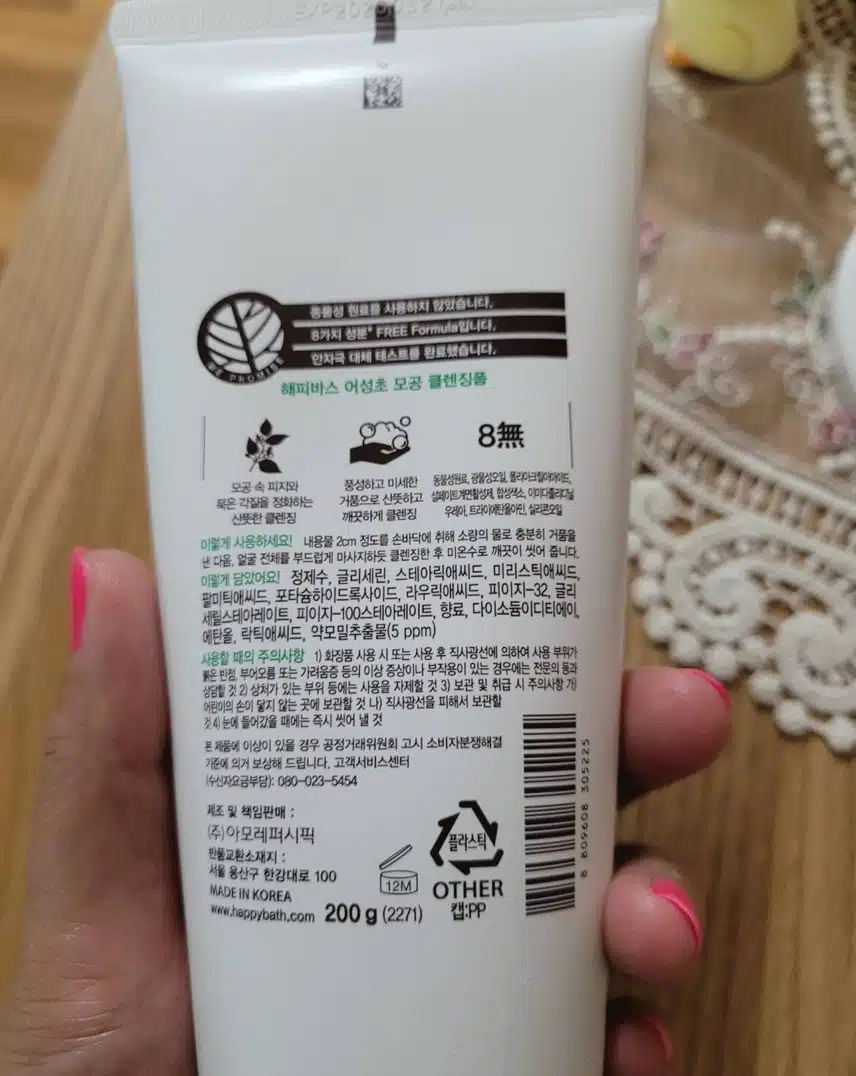 동물성 원료를 사용하지 않았습니다.
8가지 성분* FREE Formula입니다.
안자극 대체 테스트를 완료했습니다.
WE PROMISE
해피바스 어성초 모공 클렌징폼
모공 속 피지와
묵은 각질을 정화하는
산뜻한 클렌징
풍성하고 미세한
거품으로 산뜻하고
깨끗하게 클렌징
8無
동물성원료, 광물성오일, 폴리아크릴아마이드,
설페이트계면활성제, 합성색소, 이미다졸리디닐
우레아, 트라이에탄올아민, 실리콘오일
이렇게 사용하세요! 내용물 2cm 정도를 손바닥에 취해 소량의 물로 충분히 거품을
낸 다음, 얼굴 전체를 부드럽게 마사지하듯 클렌징한 후 미온수로 깨끗이 씻어 줍니다.
이렇게 담았어요! 정제수, 글리세린, 스테아릭애씨드, 미리스틱애씨드,
팔미틱애씨드, 포타슘하이드록사이드, 라우릭애씨드, 피이지-32, 글리
세릴스테아레이트, 피이지-100스테아레이트, 향료, 다이소듐이디티에이,
에탄올, 락틱애씨드, 약모밀추출물(5 ppm)
사용할 때의 주의사항 1) 화장품 사용 시 또는 사용 후 직사광선에 의하여 사용 부위가
붉은 반점, 부어오름 또는 가려움증 등의 이상 증상이나 부작용이 있는 경우에는 전문의 등과
상담할 것 2) 상처가 있는 부위 등에는 사용을 자제할 것 3) 보관 및 취급 시 주의사항 가)
어린이의 손이 닿지 않는 곳에 보관할 것 나) 직사광선을 피해서 보관할
것 4) 눈에 들어갔을 때에는 즉시 씻어 낼 것
본 제품에 이상이 있을 경우 공정거래위원회 고시 소비자분쟁해결
기준에 의거 보상해 드립니다. 고객서비스센터
(수신자요금부담): 080-023-5454
제조 및 책임판매 :
(주)아모레퍼시픽
반품교환소재지 :
서울 용산구 한강대로 100
MADE IN KOREA
www.happybath.com 200 g (2271)
12M
플라스틱
OTHER
캡:PP
8 809608 305225